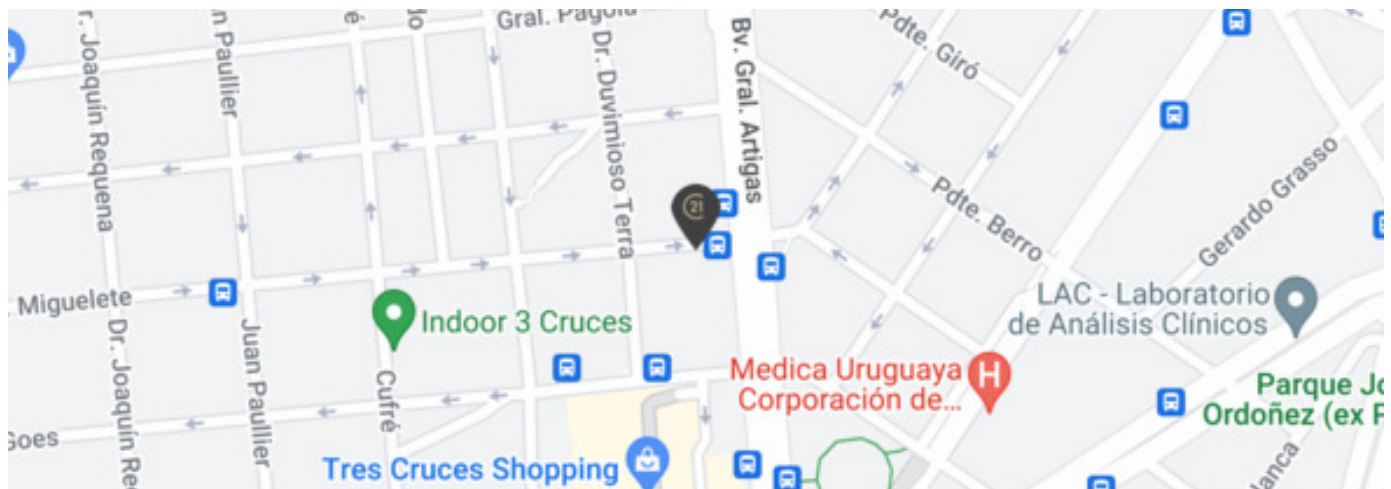 Gral. Pagola
Pdte. Giró
Bv. Gral. Artigas
Dr. Duvimioso Terra
Joaquín Requena
Paullier
Gerardo Grasso
Pdte. Berro
21
Miguelete
LAC - Laboratorio
de Análisis Clínicos
Indoor 3 Cruces
Juan Paullier
Dr. Joaquín Req
Cufré
Medica Uruguaya
Corporación de...
H
Parque Jo
Ordoñez (ex P
Goes
Tres Cruces Shopping